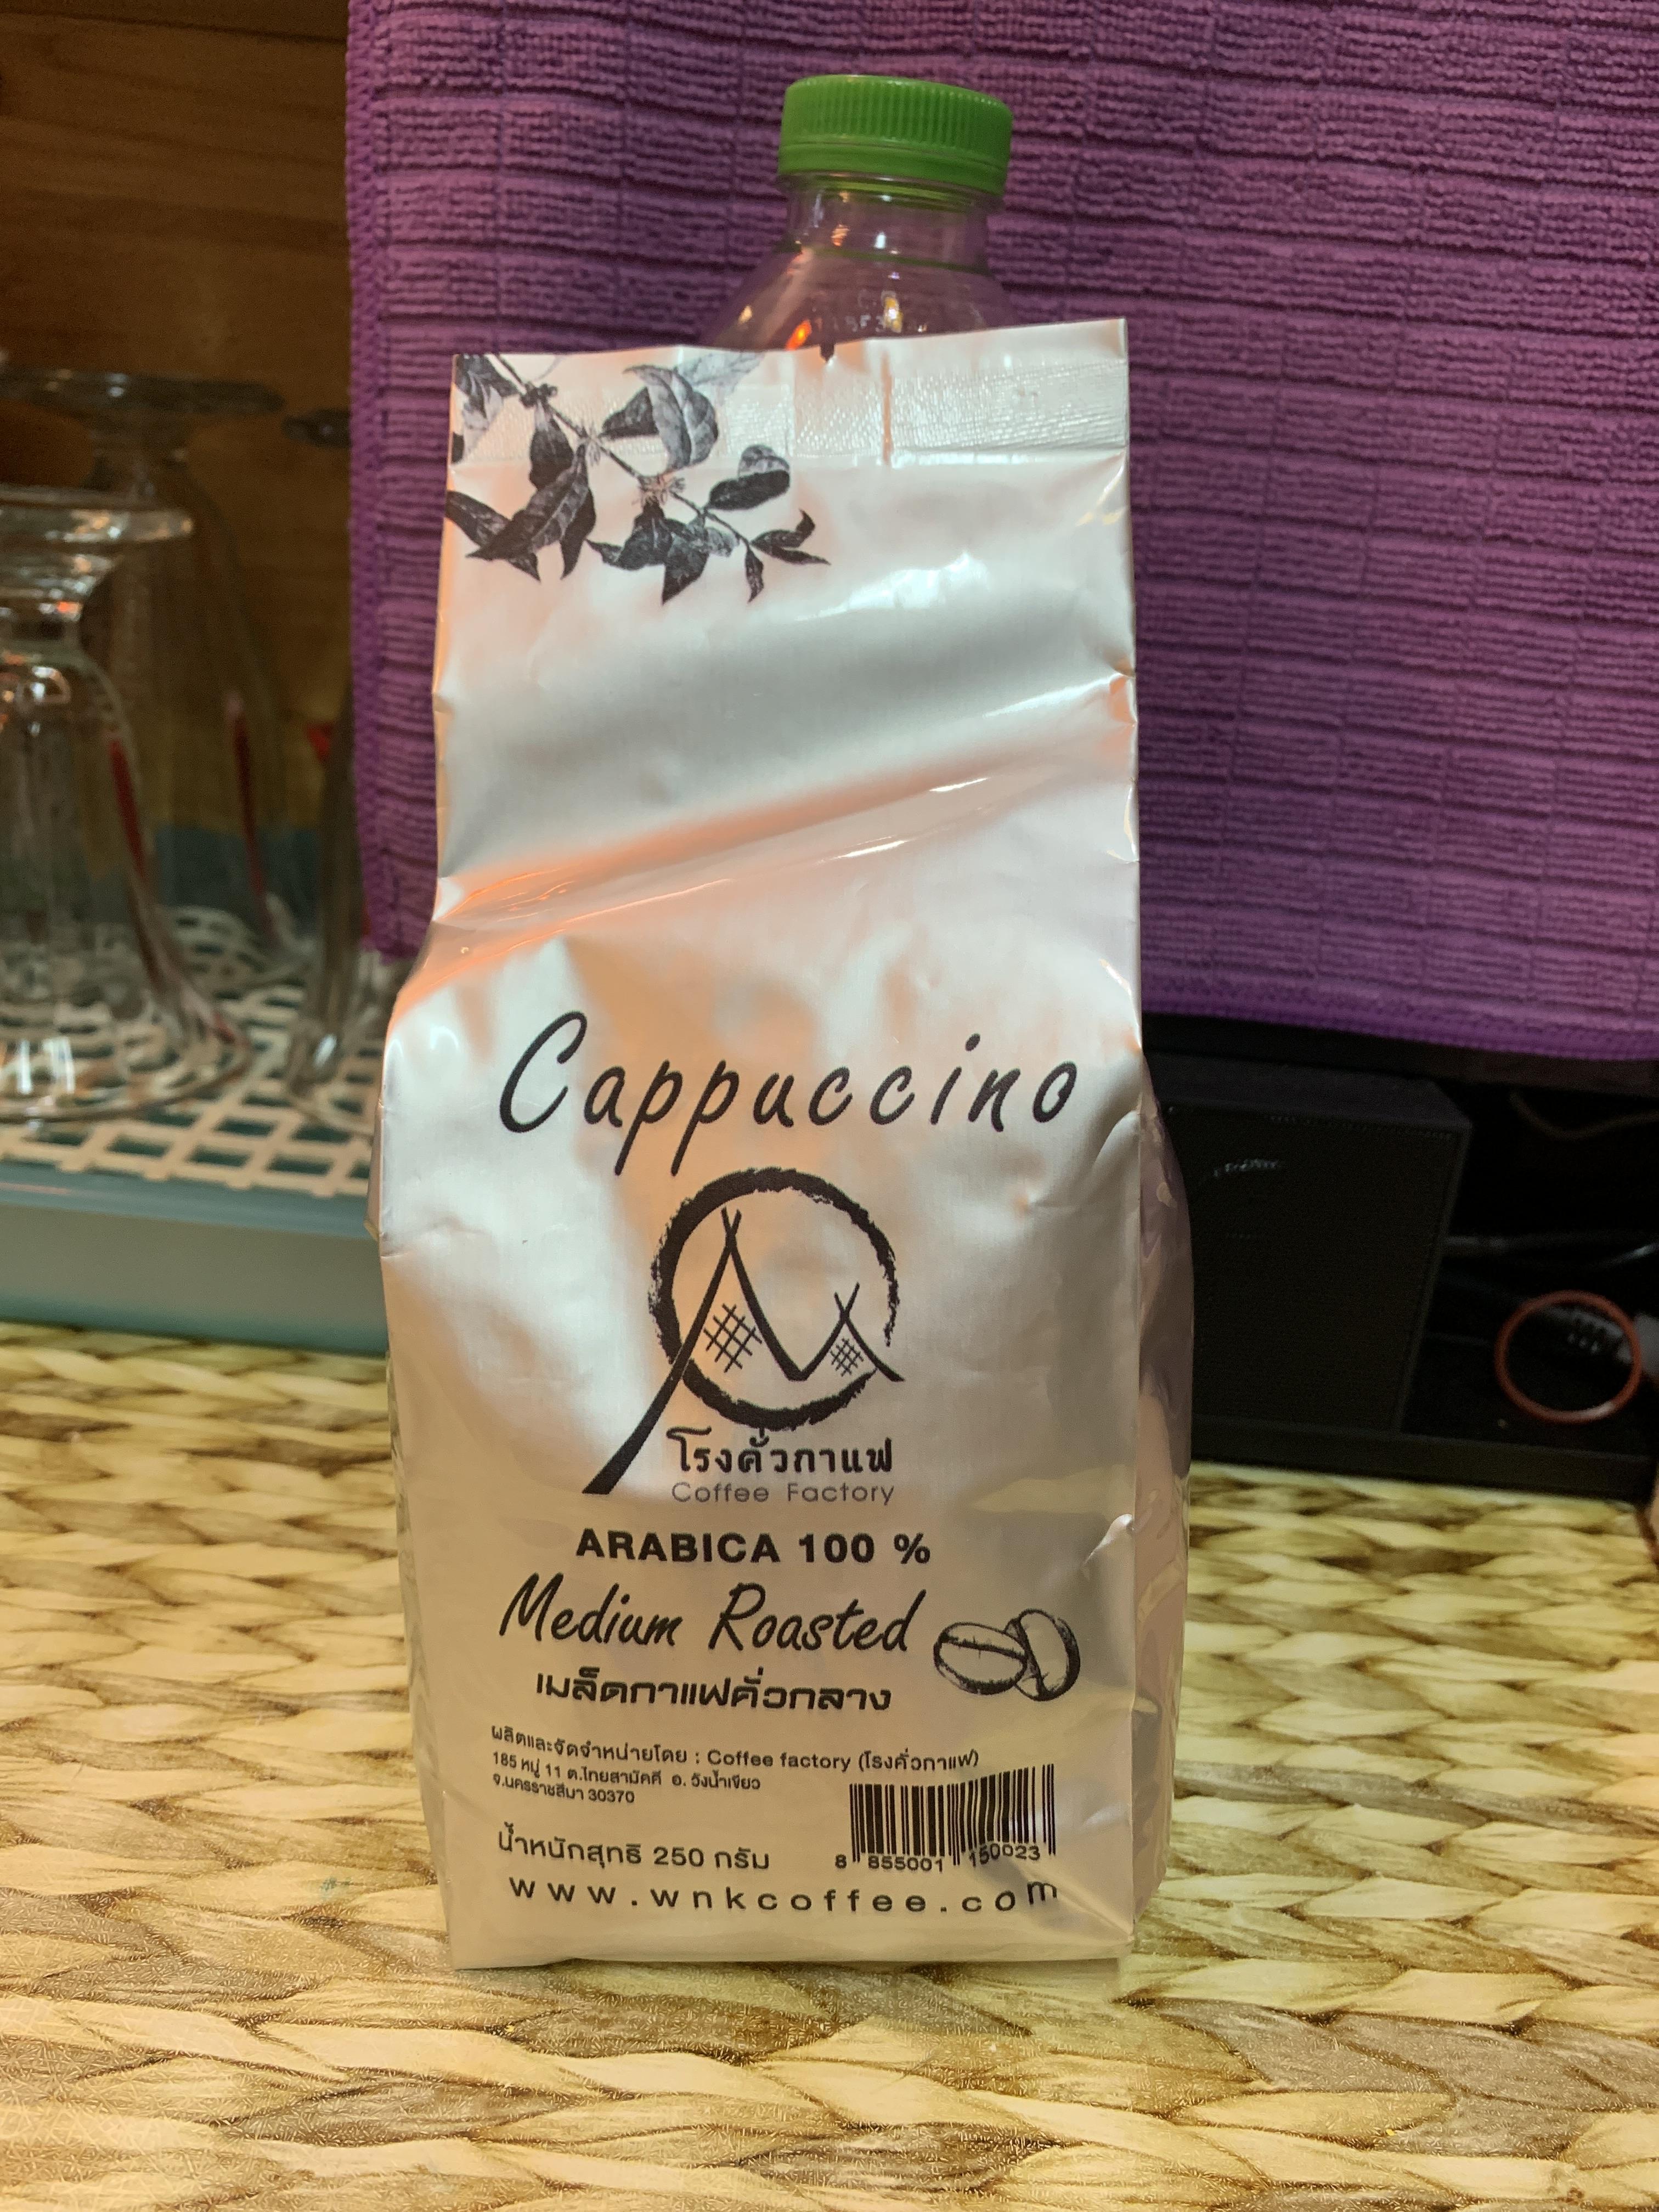 Cappuccino
โรงคั่วกาแฟ
Coffee Factory
ARABICA 100 %
Medium Roasted
เมล็ดกาแฟคั่วกลาง
ผลิตและจัดจำหน่ายโดย : Coffee factory (โรงคั่วกาแฟ)
185 หมู่ 11 ต.ไทยสามัคคี อ. วังน้ำเขียว
จ.นครราชสีมา 30370
น้ำหนักสุทธิ 250 กรัม
8 855001 150023
www.wnkcoffee.com